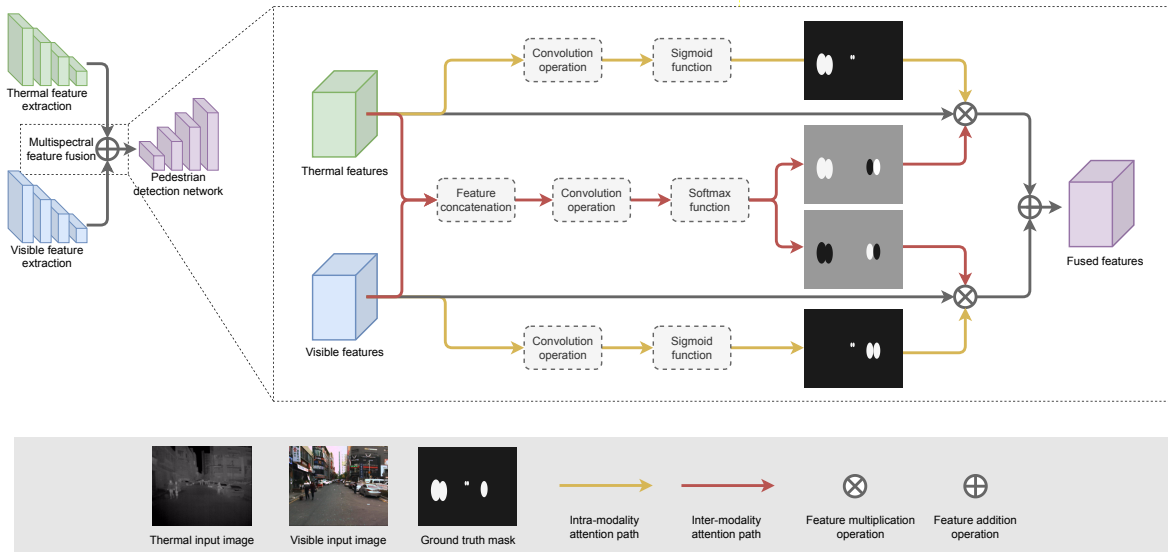 Thermal feature
extraction
Multispectral
feature fusion
Pedestrian
detection network
Visible feature
extraction
Convolution
operation
Sigmoid
function
Thermal features
Feature
concatenation
Convolution
operation
Softmax
function
Fused features
Visible features
Convolution
operation
Sigmoid
function
Thermal input image
Visible input image
Ground truth mask
Intra-modality
attention path
Inter-modality
attention path
Feature multiplication
operation
Feature addition
operation